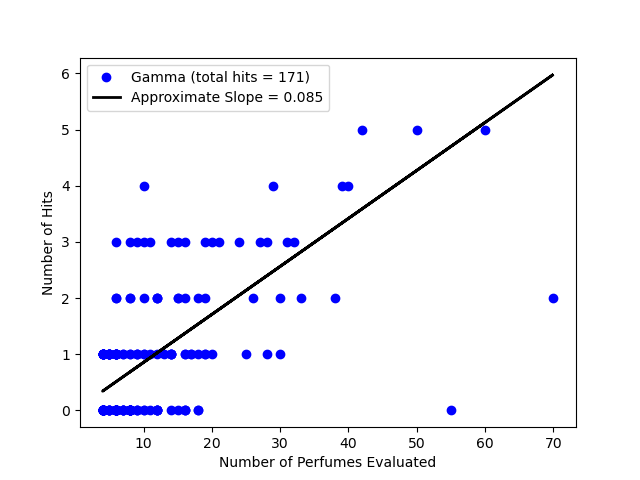 Gamma (total hits = 171)
Approximate Slope = 0.085
Number of Hits
6
5
4
3
2
1
0
10 20 30 40 50 60 70
Number of Perfumes Evaluated